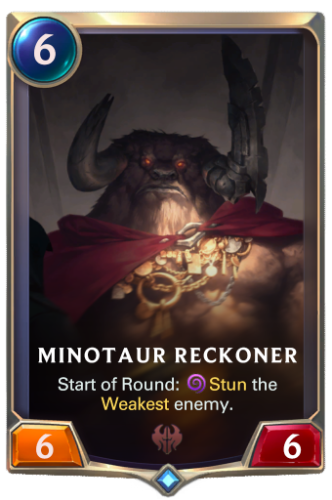 6
MINOTAUR RECKONER
Start of Round: Stun the
Weakest enemy.
6 6